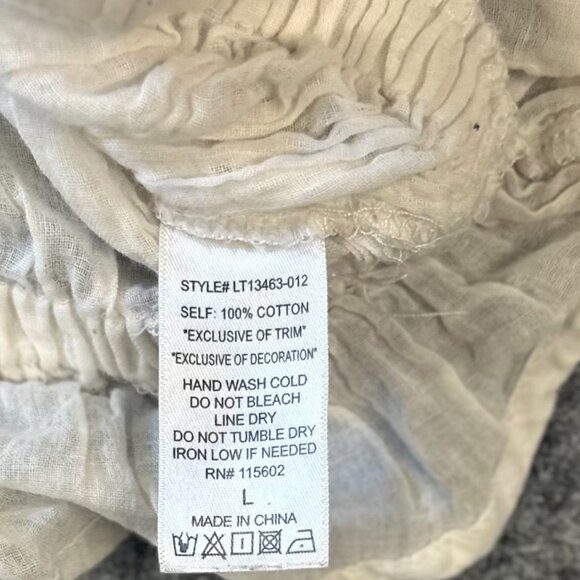 STYLE# LT13463-012
SELF: 100% COTTON
"EXCLUSIVE OF TRIM"
"EXCLUSIVE OF DECORATION"
HAND WASH COLD
DO NOT BLEACH
LINE DRY
DO NOT TUMBLE DRY
IRON LOW IF NEEDED
RN# 115602
L
MADE IN CHINA